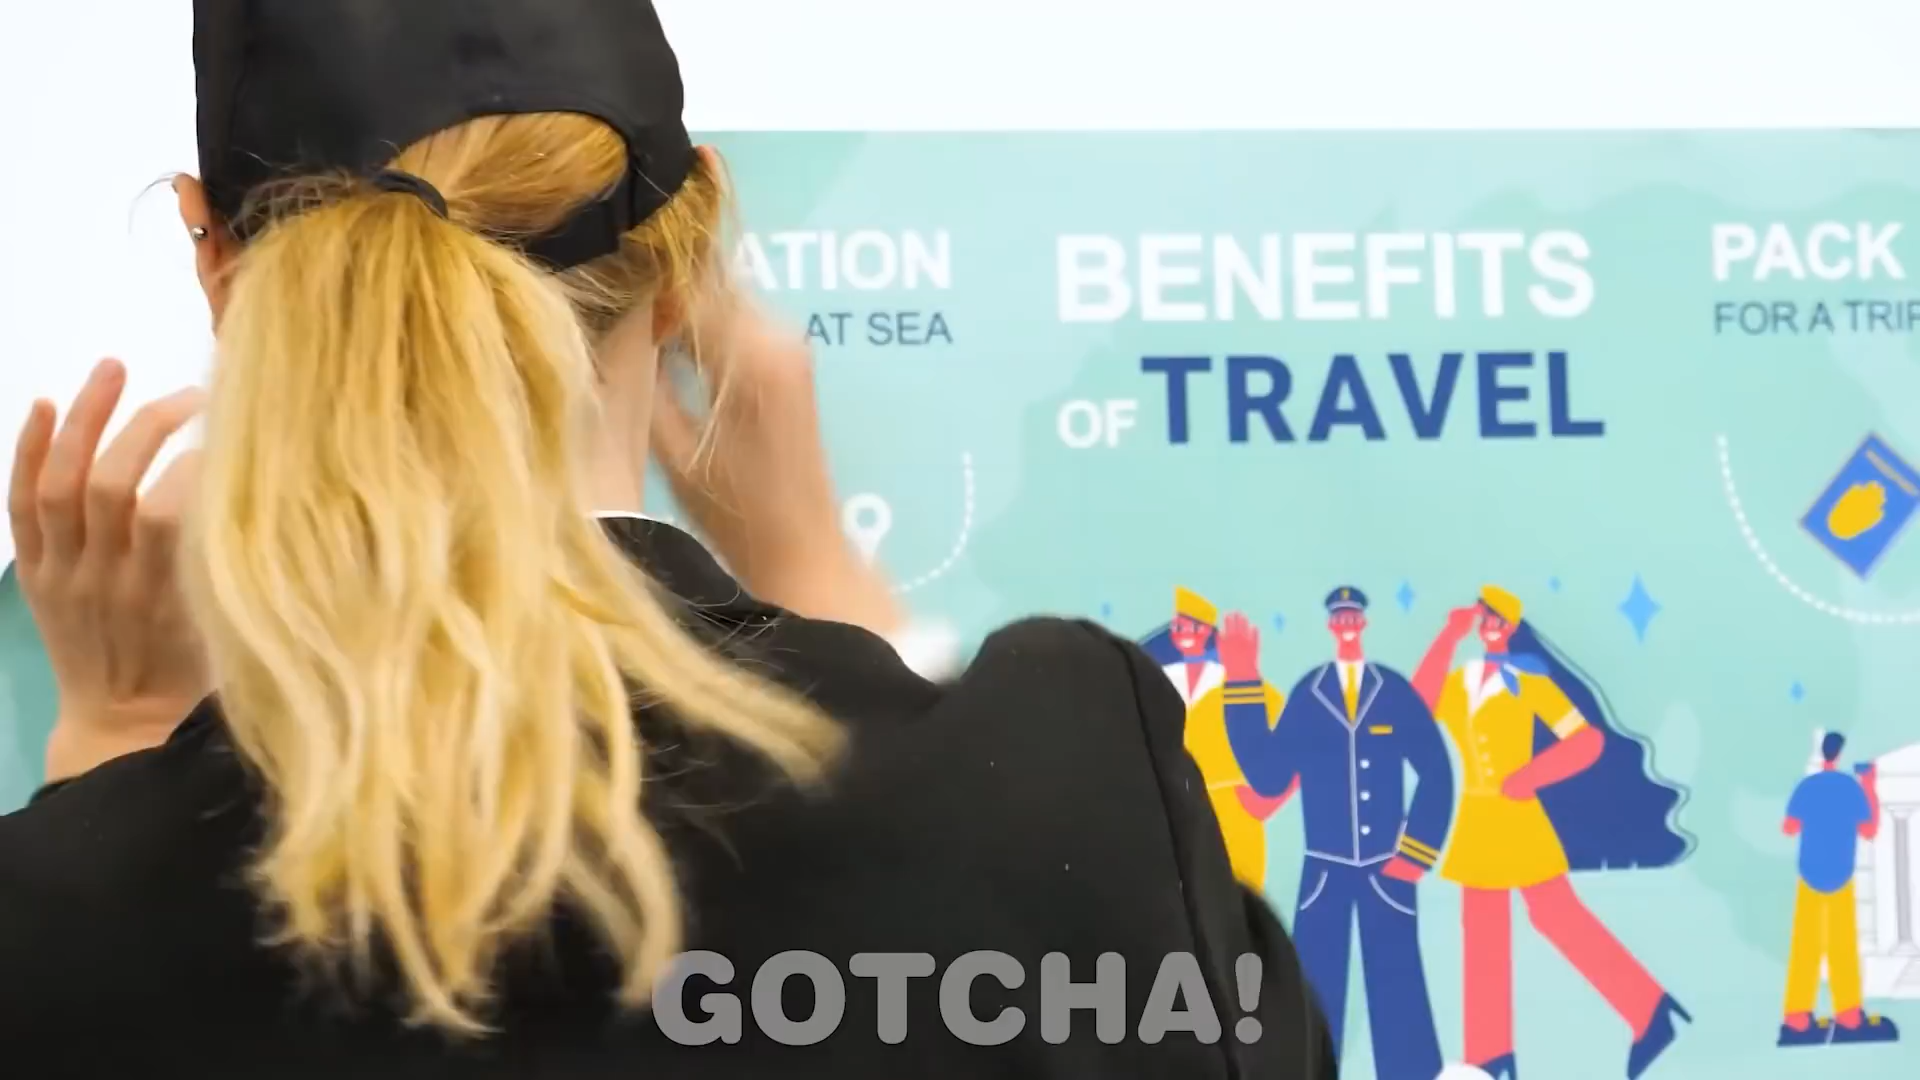 ATION
AT SEA
BENEFITS
OF TRAVEL
PACK
FOR A TRIP
GOTCHA!